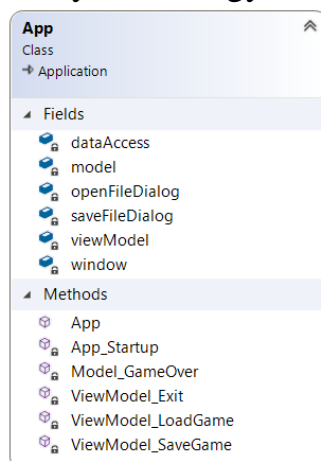 App
Class
Application
Fields
dataAccess
model
openFileDialog
saveFileDialog
viewModel
window
Methods
App
App_Startup
Model_GameOver
ViewModel_Exit
ViewModel_LoadGame
ViewModel_SaveGame